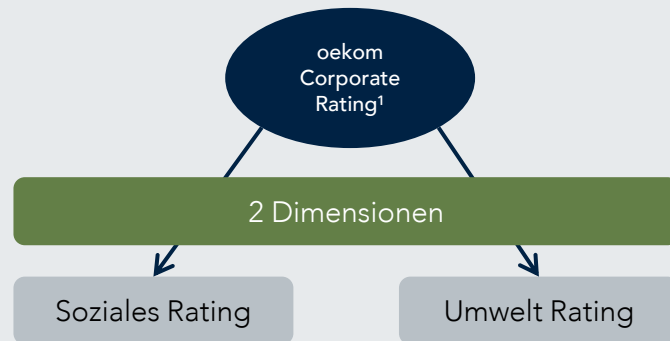 oekom
Corporate
Rating¹
2 Dimensionen
Soziales Rating
Umwelt Rating